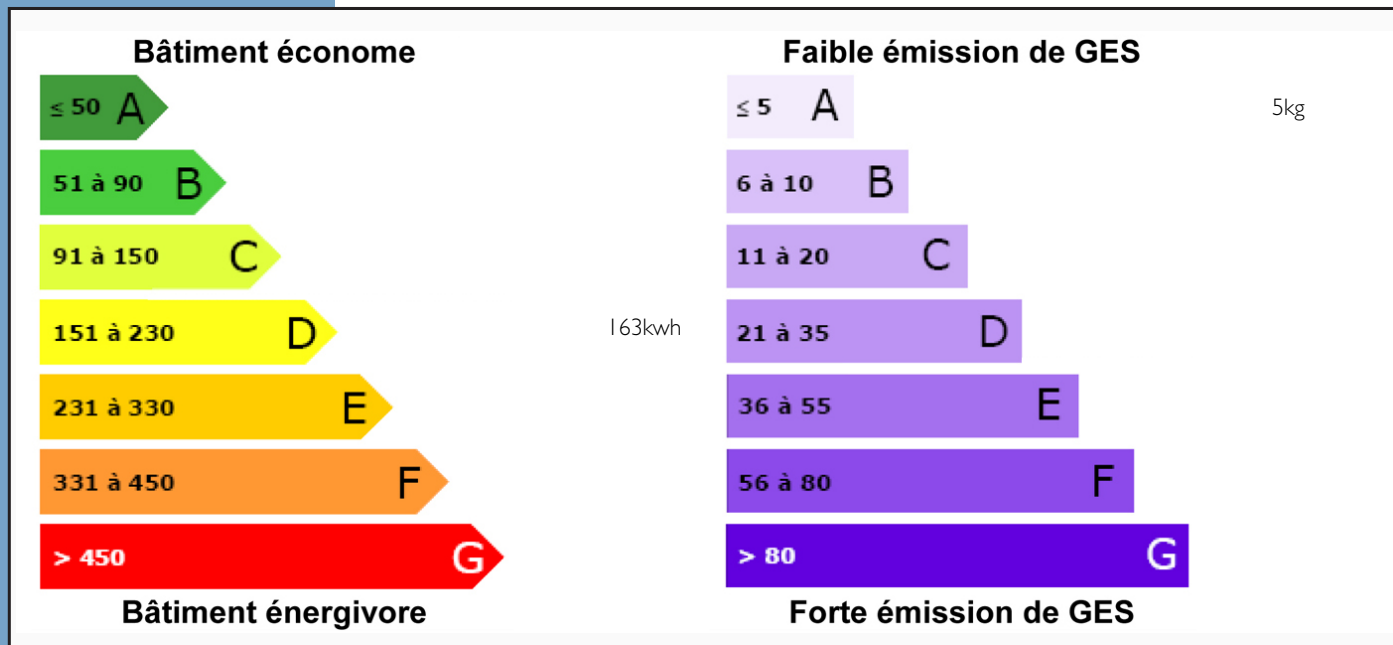 Bâtiment économe
≤ 50 A
51 à 90 B
91 à 150 C
151 à 230 D
163kwh
231 à 330 E
331 à 450 F
> 450 G
Bâtiment énergivore
Faible émission de GES
≤ 5 A
5kg
6 à 10 B
11 à 20 C
21 à 35 D
36 à 55 E
56 à 80 F
> 80 G
Forte émission de GES